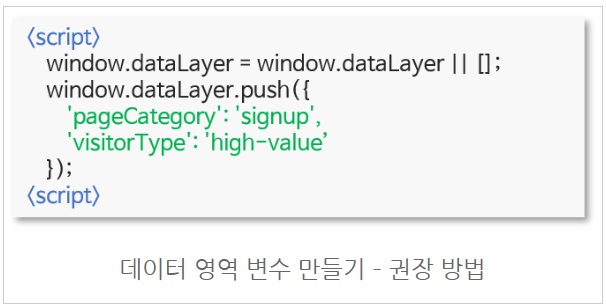 <script>
window.dataLayer = window.dataLayer || [];
window.dataLayer.push({
'pageCategory': 'signup',
'visitorType': 'high-value’
});
<script>
데이터 영역 변수 만들기 - 권장 방법